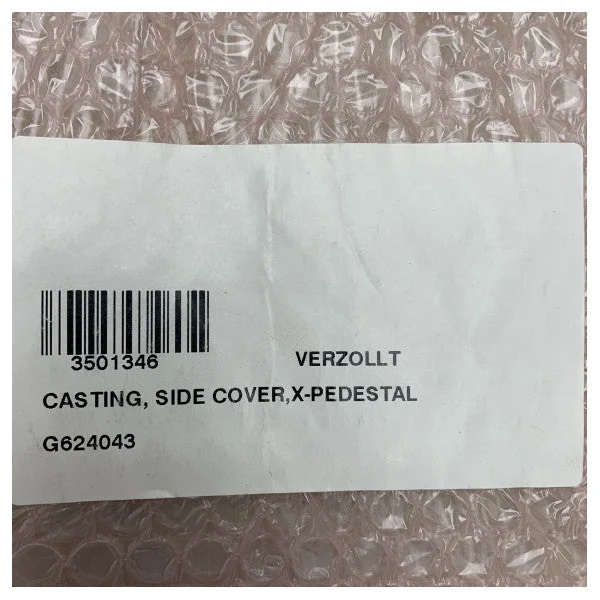 3501346 VERZOLLT
CASTING, SIDE COVER,X-PEDESTAL
G624043